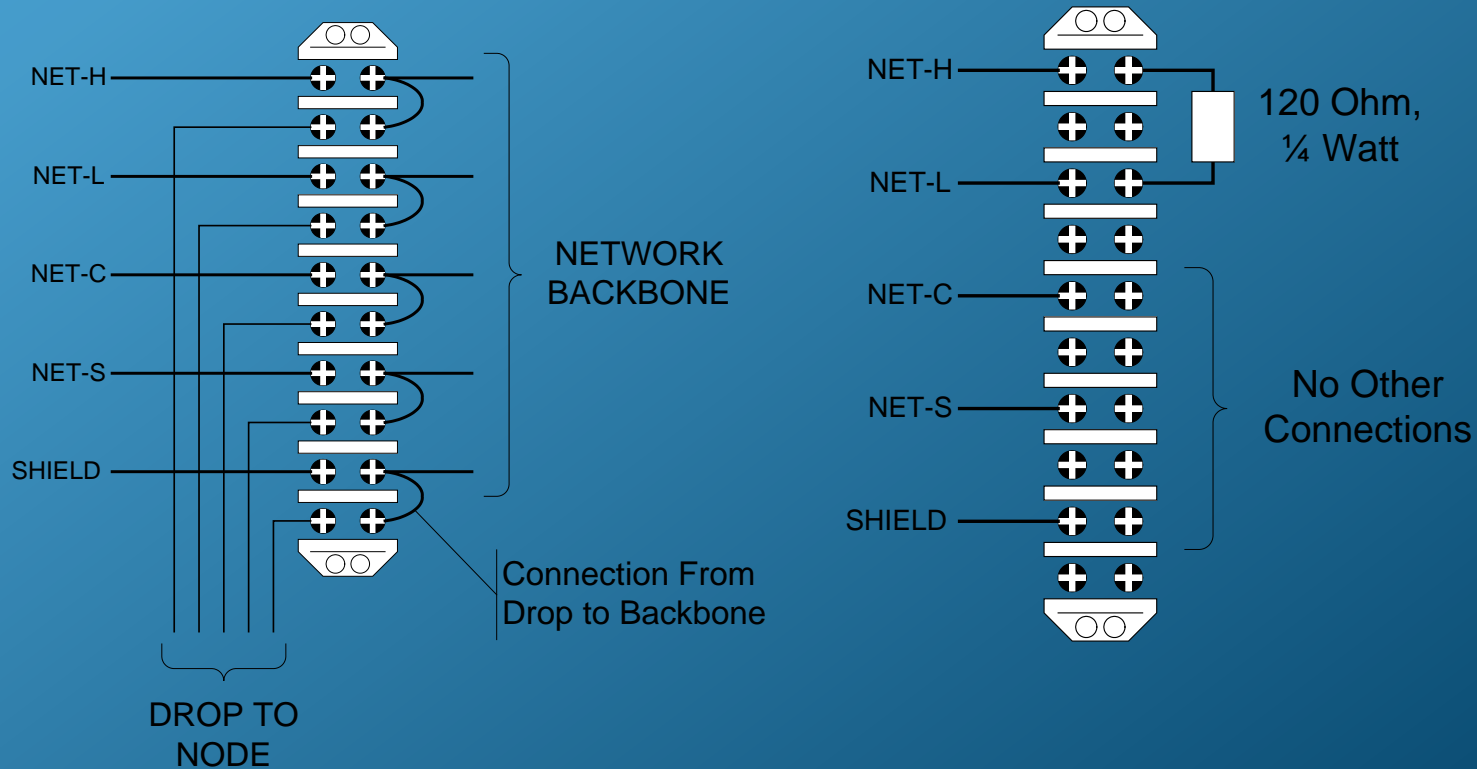 NET-H
NET-L
NET-C
NET-S
SHIELD
NETWORK
BACKBONE
Connection From
Drop to Backbone
DROP TO
NODE
NET-H
NET-L
NET-C
NET-S
SHIELD
120 Ohm,
¼ Watt
No Other
Connections